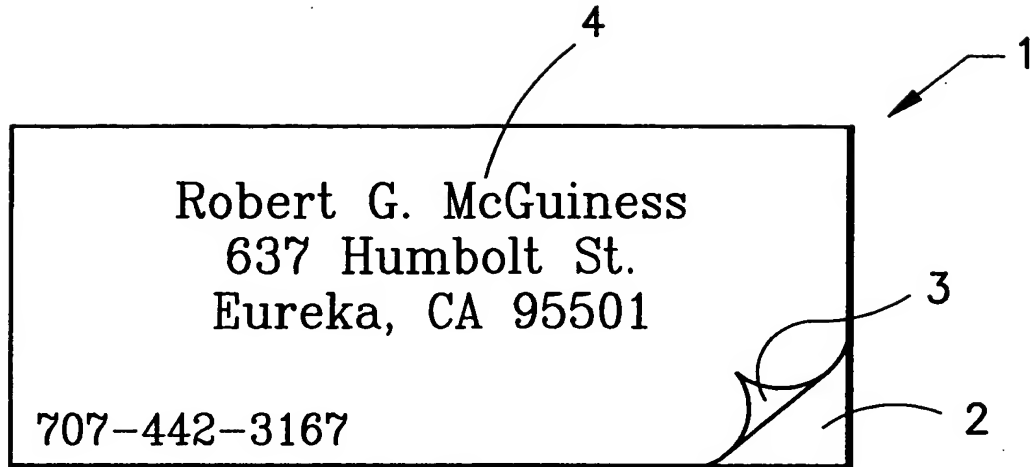 4
1
Robert G. McGuiness
637 Humbolt St.
Eureka, CA 95501
3
707-442-3167
2